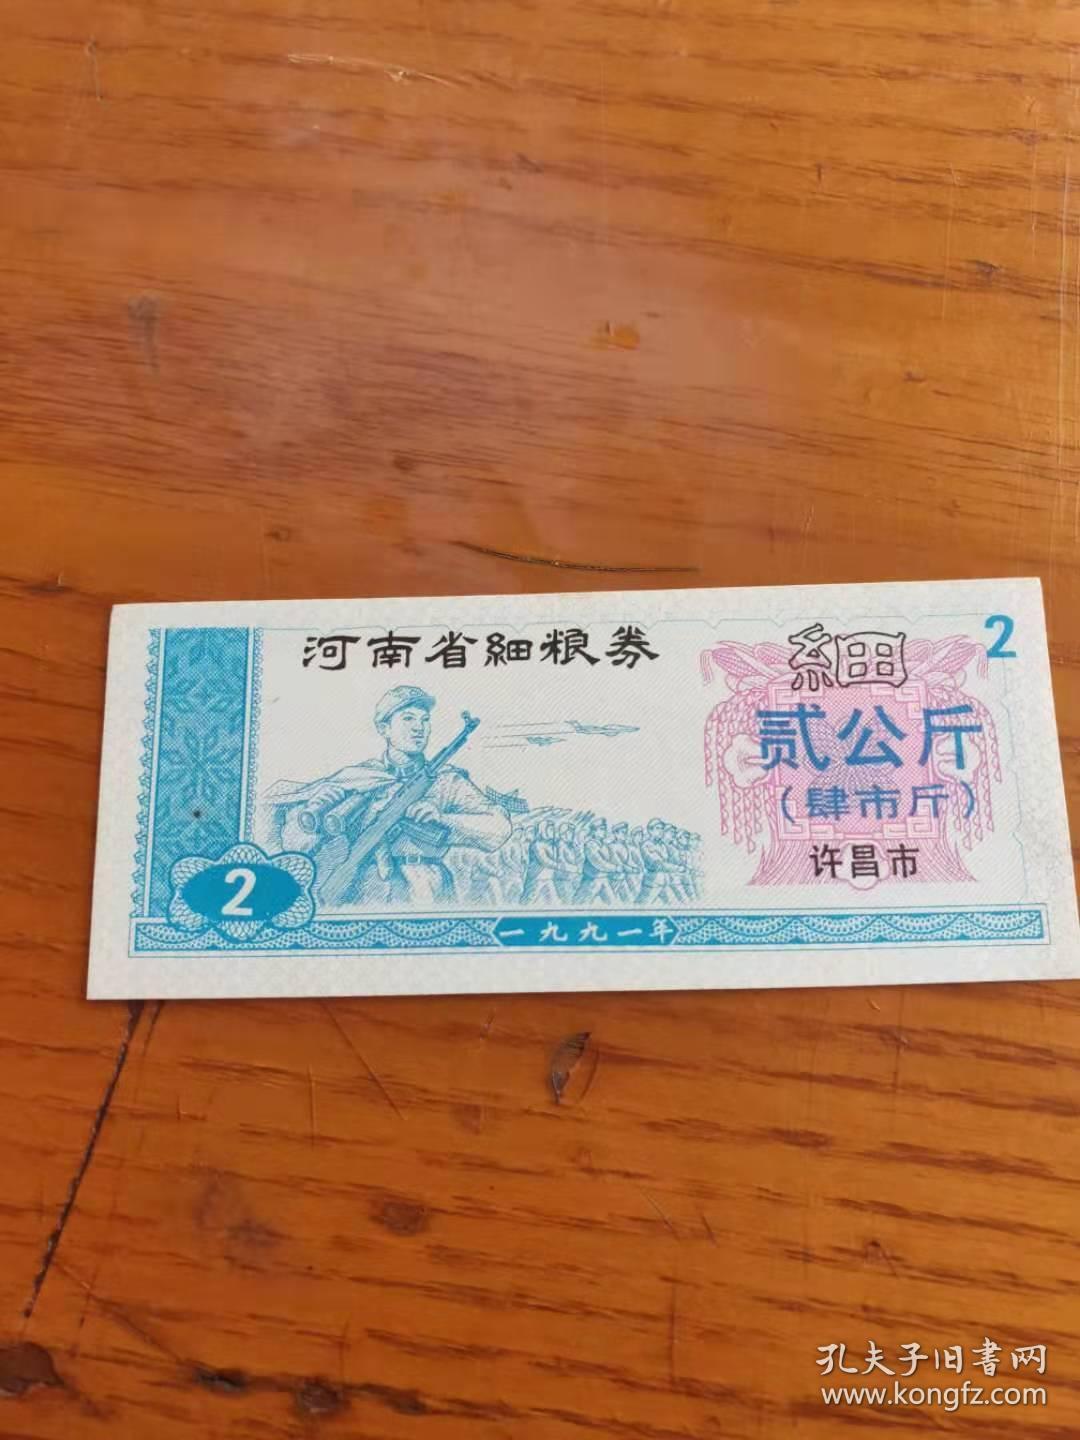 河南省細粮券
細
2
贰公斤
（肆市斤）
许昌市
2
一九九一年
孔夫子旧書网
www.kongfz.com